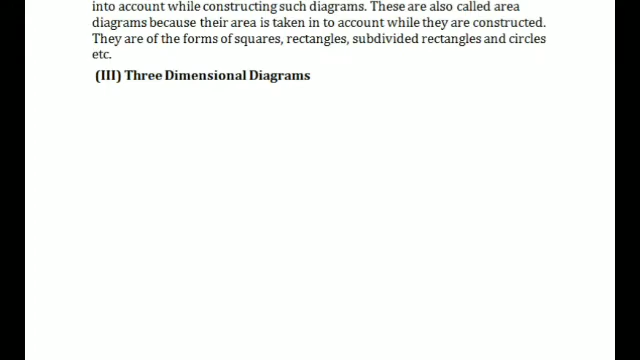 into account while constructing such diagrams. These are also called area
diagrams because their area is taken in to account while they are constructed.
They are of the forms of squares, rectangles, subdivided rectangles and circles
etc.
(III) Three Dimensional Diagrams